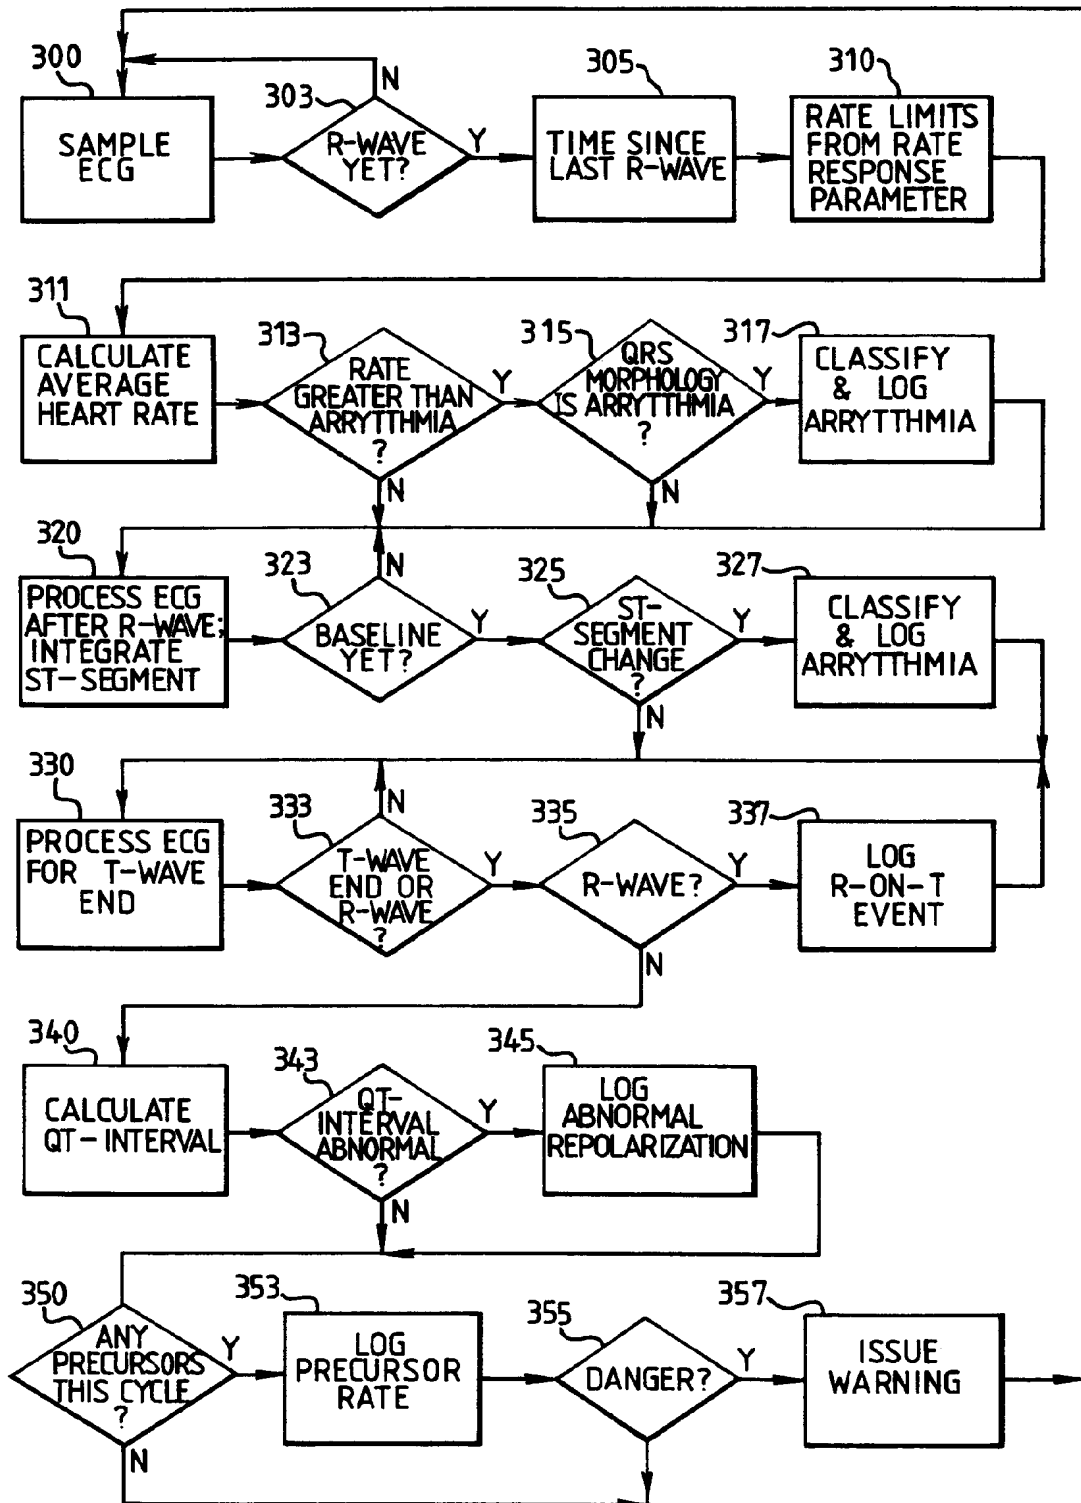 300
SAMPLE
ECG
303
N
R-WAVE
YET?
Y
305
TIME SINCE
LAST R-WAVE
310
RATE LIMITS
FROM RATE
RESPONSE
PARAMETER
311
CALCULATE
AVERAGE
HEART RATE
313
RATE
GREATER THAN
ARRYTTHMIA
?
Y
N
315
QRS
MORPHOLOGY
IS ARRYTTHMIA
?
Y
N
317
CLASSIFY
& LOG
ARRYTTHMIA
320
PROCESS ECG
AFTER R-WAVE;
INTEGRATE
ST-SEGMENT
323
N
BASELINE
YET?
Y
325
ST-
SEGMENT
CHANGE
?
Y
N
327
CLASSIFY
& LOG
ARRYTTHMIA
330
PROCESS ECG
FOR T-WAVE
END
333
N
T-WAVE
END OR
R-WAVE
?
Y
335
R-WAVE?
Y
N
337
LOG
R-ON-T
EVENT
340
CALCULATE
QT-INTERVAL
343
QT-
INTERVAL
ABNORMAL
?
Y
N
345
LOG
ABNORMAL
REPOLARIZATION
350
ANY
PRECURSORS
THIS CYCLE
?
Y
N
353
LOG
PRECURSOR
RATE
355
DANGER?
Y
357
ISSUE
WARNING